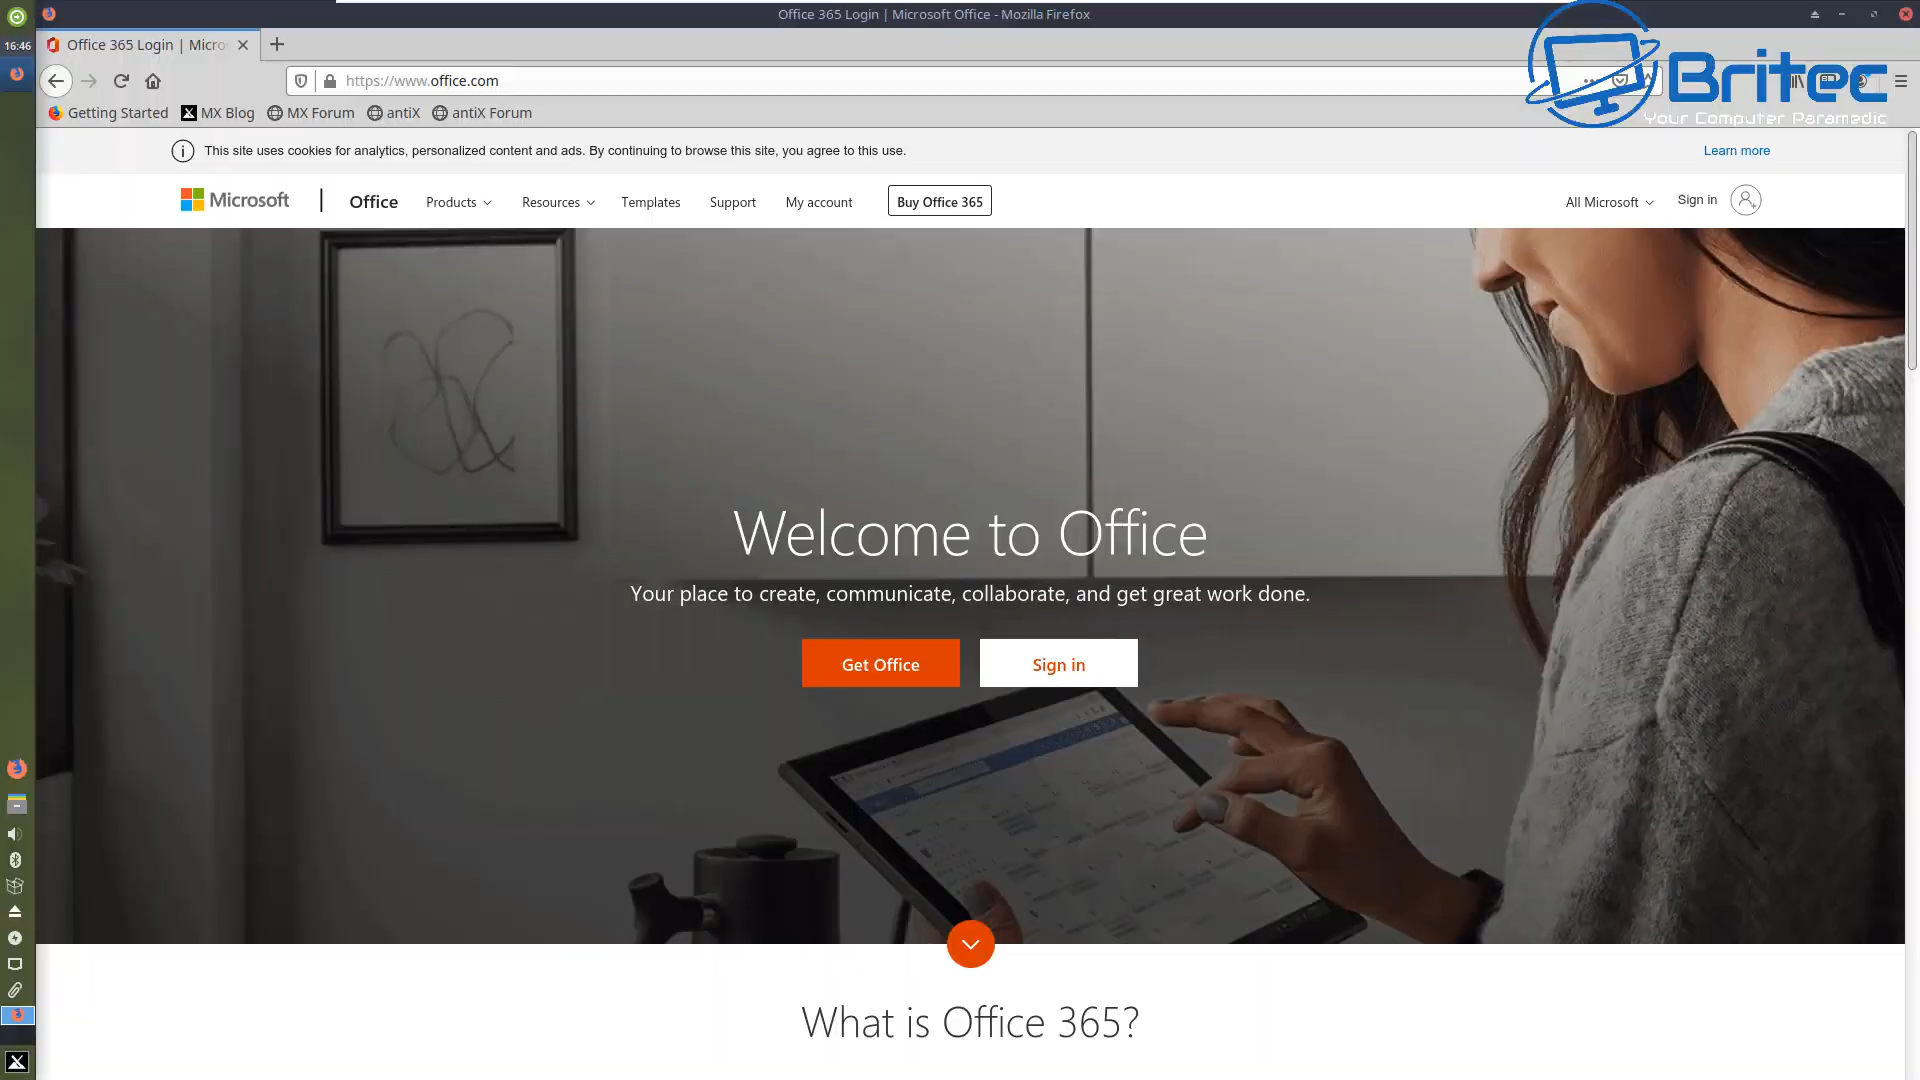 Office 365 Login | Microsoft Office - Mozilla Firefox
16:46
Office 365 Login | Micro
https://www.office.com
Britec
Your Computer Paramedic
Getting Started
MX Blog
MX Forum
antiX
antiX Forum
This site uses cookies for analytics, personalized content and ads. By continuing to browse this site, you agree to this use.
Learn more
Microsoft
Office
Products
Resources
Templates
Support
My account
Buy Office 365
All Microsoft
Sign in
Welcome to Office
Your place to create, communicate, collaborate, and get great work done.
Get Office
Sign in
What is Office 365?